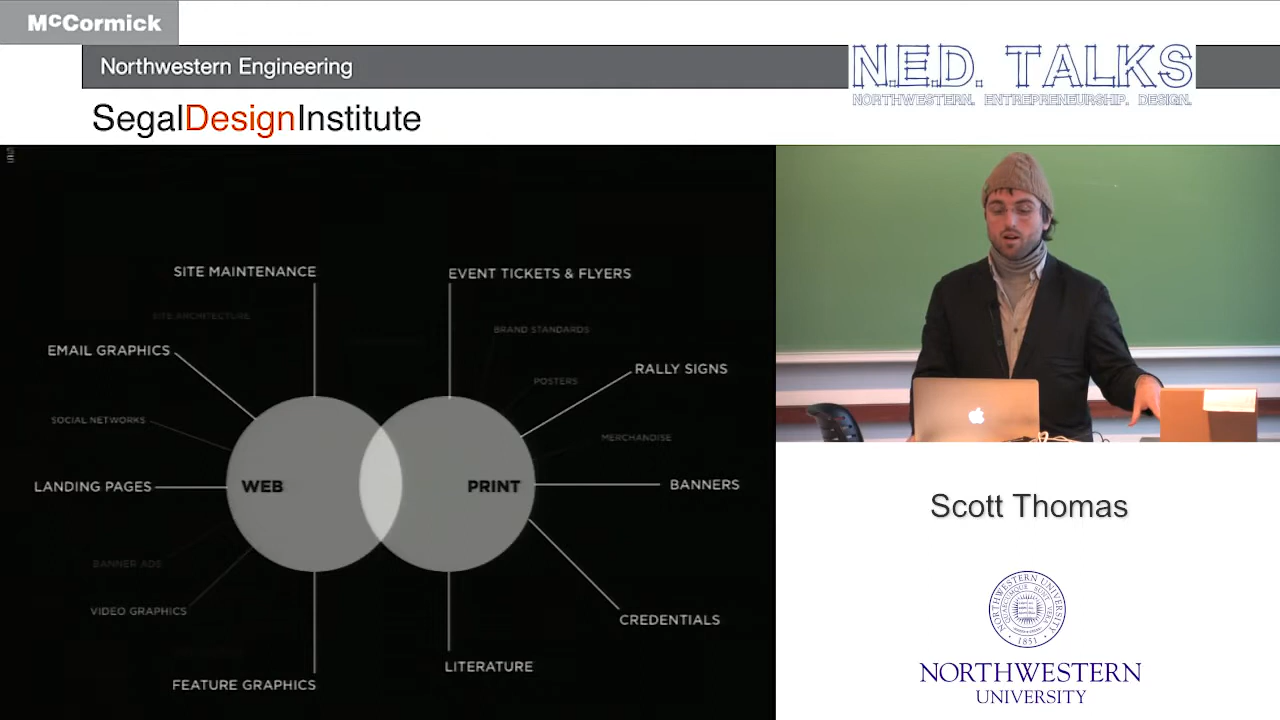 McCormick
Northwestern Engineering
N.E.D. TALKS
NORTHWESTERN. ENTREPRENEURSHIP. DESIGN.
SegalDesignInstitute
SITE MAINTENANCE
EVENT TICKETS & FLYERS
SITE ARCHITECTURE
BRAND STANDARDS
EMAIL GRAPHICS
RALLY SIGNS
POSTERS
SOCIAL NETWORKS
MERCHANDISE
LANDING PAGES
WEB
PRINT
BANNERS
BANNER ADS
VIDEO GRAPHICS
CREDENTIALS
LITERATURE
FEATURE GRAPHICS
Scott Thomas
1851
NORTHWESTERN
UNIVERSITY